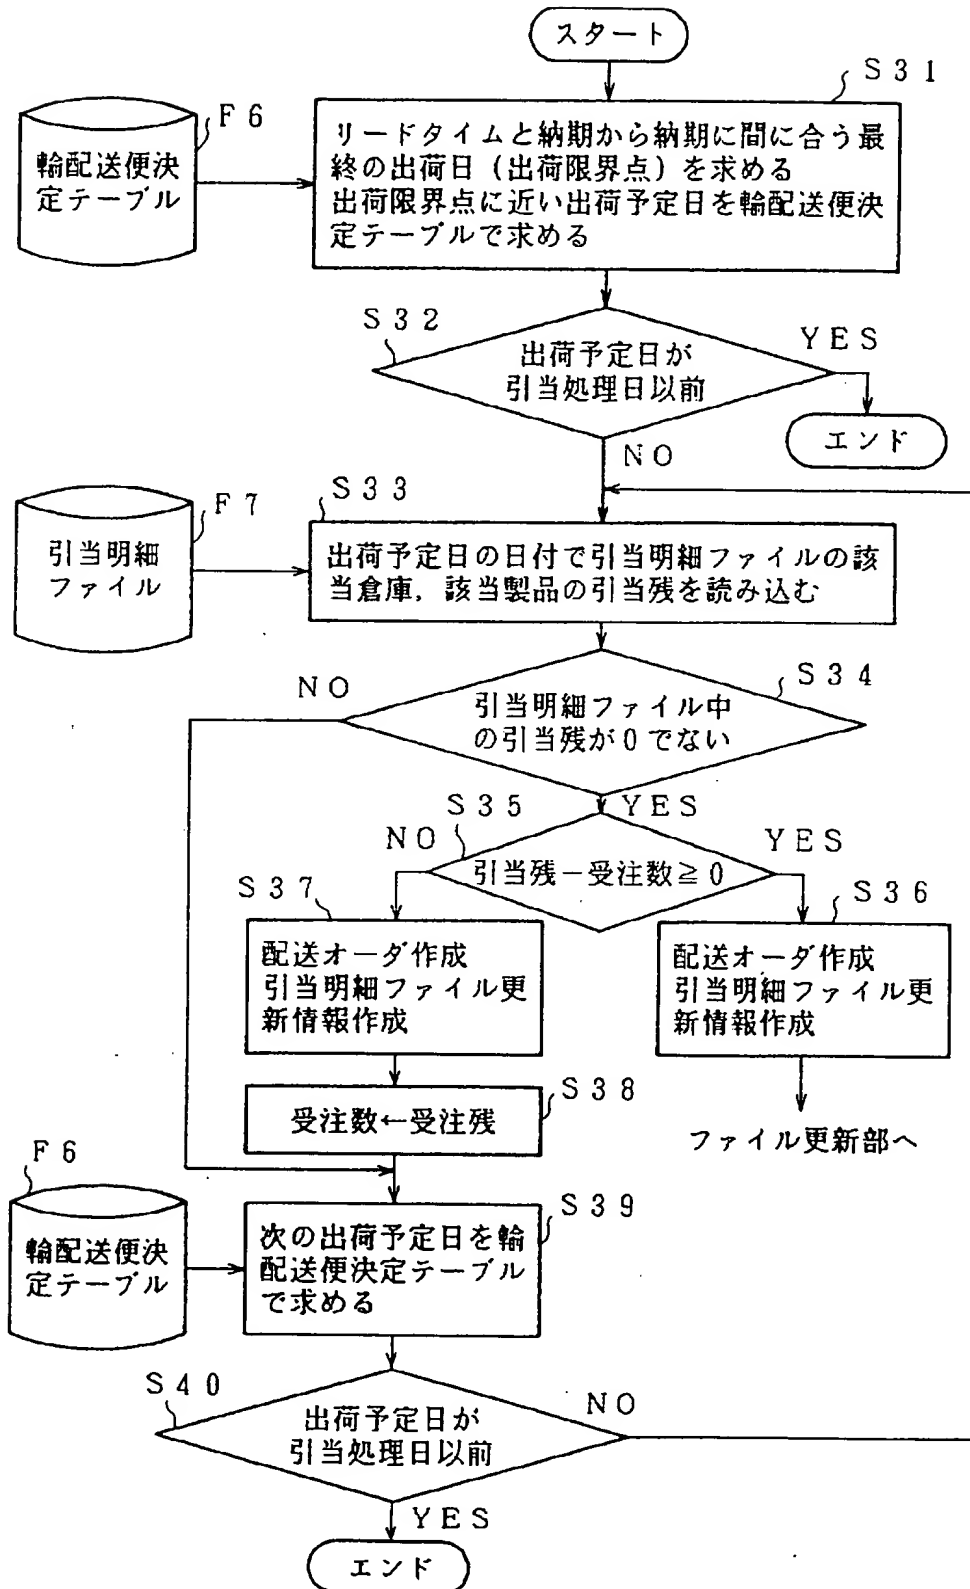 スタート
S31
F6
輸配送便決
定テーブル
リードタイムと納期から納期に間に合う最
終の出荷日(出荷限界点)を求める
出荷限界点に近い出荷予定日を輸配送便決
定テーブルで求める
S32
出荷予定日が
引当処理日以前
YES
エンド
NO
F7
引当明細
ファイル
S33
出荷予定日の日付で引当明細ファイルの該
当倉庫,該当製品の引当残を読み込む
S34
NO
引当明細ファイル中
の引当残が0でない
YES
S35
NO
引当残-受注数≧0
YES
S37
配送オーダ作成
引当明細ファイル更
新情報作成
S36
配送オーダ作成
引当明細ファイル更
新情報作成
S38
受注数←受注残
ファイル更新部へ
F6
輸配送便決
定テーブル
S39
次の出荷予定日を輸
配送便決定テーブル
で求める
S40
出荷予定日が
引当処理日以前
NO
YES
エンド